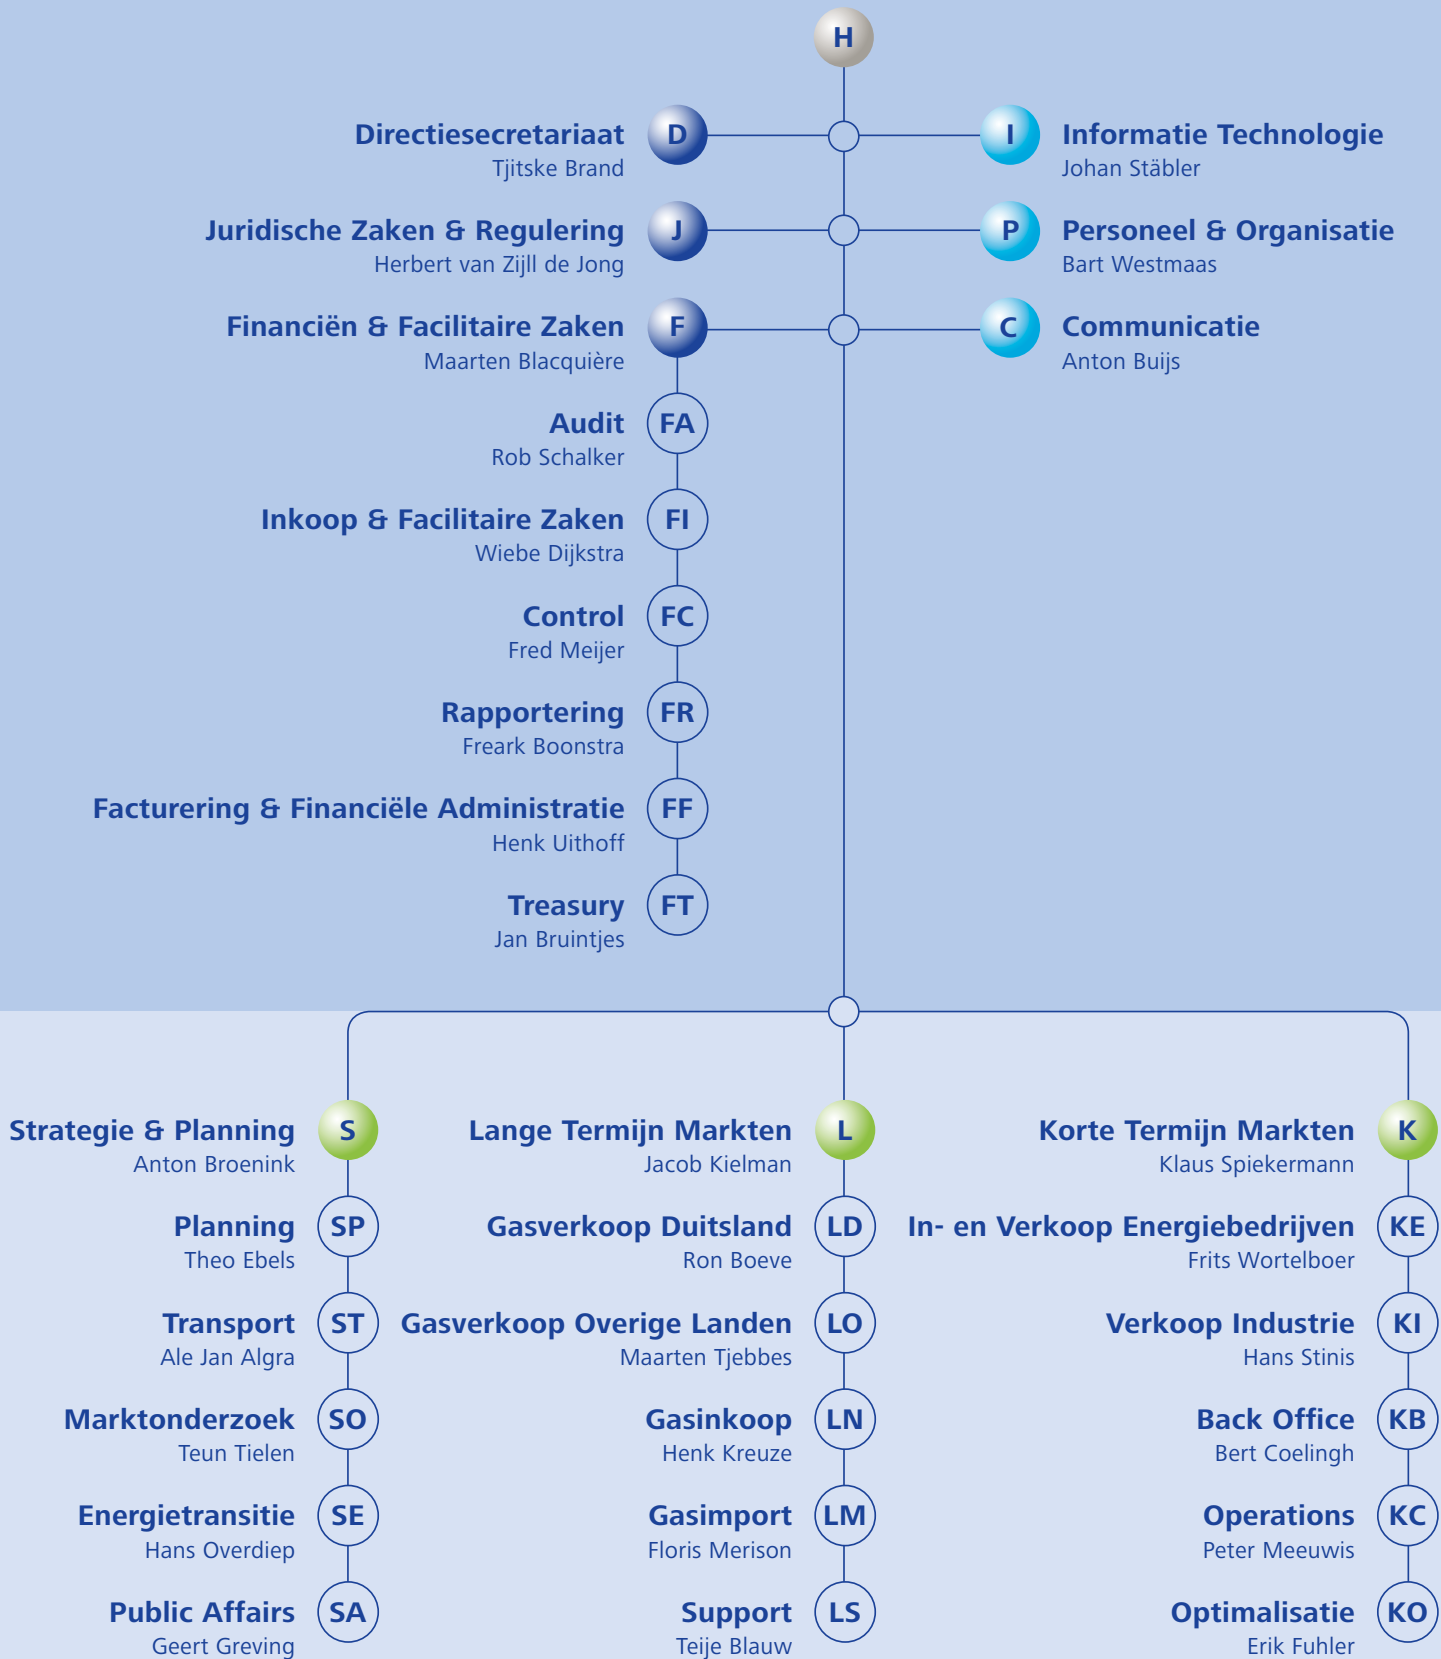 H
Directiesecretariaat
Tjitske Brand
D
I
Informatie Technologie
Johan Stäbler
Juridische Zaken & Regulering
Herbert van Zijll de Jong
J
P
Personeel & Organisatie
Bart Westmaas
Financiën & Facilitaire Zaken
Maarten Blacquière
F
C
Communicatie
Anton Buijs
Audit
Rob Schalker
FA
Inkoop & Facilitaire Zaken
Wiebe Dijkstra
FI
Control
Fred Meijer
FC
Rapportering
Freark Boonstra
FR
Facturering & Financiële Administratie
Henk Uithoff
FF
Treasury
Jan Bruintjes
FT
Strategie & Planning
Anton Broenink
S
Planning
Theo Ebels
SP
Transport
Ale Jan Algra
ST
Marktonderzoek
Teun Tielen
SO
Energietransitie
Hans Overdiep
SE
Public Affairs
Geert Greving
SA
Lange Termijn Markten
Jacob Kielman
L
Gasverkoop Duitsland
Ron Boeve
LD
Gasverkoop Overige Landen
Maarten Tjebbes
LO
Gasinkoop
Henk Kreuze
LN
Gasimport
Floris Merison
LM
Support
Teije Blauw
LS
Korte Termijn Markten
Klaus Spiekermann
K
In- en Verkoop Energiebedrijven
Frits Wortelboer
KE
Verkoop Industrie
Hans Stinis
KI
Back Office
Bert Coelingh
KB
Operations
Peter Meeuwis
KC
Optimalisatie
Erik Fuhler
KO